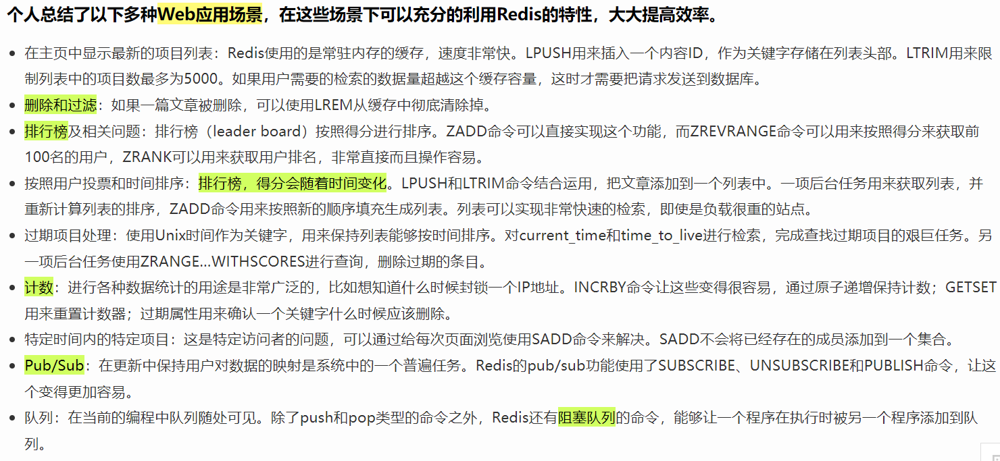 个人总结了以下多种Web应用场景，在这些场景下可以充分的利用Redis的特性，大大提高效率。
• 在主页中显示最新的项目列表：Redis使用的是常驻内存的缓存，速度非常快。LPUSH用来插入一个内容ID，作为关键字存储在列表头部。LTRIM用来限
制列表中的项目数最多为5000。如果用户需要的检索的数据量超越这个缓存容量，这时才需要把请求发送到数据库。
• 删除和过滤：如果一篇文章被删除，可以使用LREM从缓存中彻底清除掉。
• 排行榜及相关问题：排行榜（leader board）按照得分进行排序。ZADD命令可以直接实现这个功能，而ZREVRANGE命令可以用来按照得分来获取前
100名的用户，ZRANK可以用来获取用户排名，非常直接而且操作容易。
• 按照用户投票和时间排序：排行榜，得分会随着时间变化。LPUSH和LTRIM命令结合运用，把文章添加到一个列表中。一项后台任务用来获取列表，并
重新计算列表的排序，ZADD命令用来按照新的顺序填充生成列表。列表可以实现非常快速的检索，即使是负载很重的站点。
• 过期项目处理：使用Unix时间作为关键字，用来保持列表能够按时间排序。对current_time和time_to_live进行检索，完成查找过期项目的艰巨任务。另
一项后台任务使用ZRANGE...WITHSCORES进行查询，删除过期的条目。
• 计数：进行各种数据统计的用途是非常广泛的，比如想知道什么时候封锁一个IP地址。INCRBY命令让这些变得很容易，通过原子递增保持计数；GETSET
用来重置计数器；过期属性用来确认一个关键字什么时候应该删除。
• 特定时间内的特定项目：这是特定访问者的问题，可以通过给每次页面浏览使用SADD命令来解决。SADD不会将已经存在的成员添加到一个集合。
• Pub/Sub：在更新中保持用户对数据的映射是系统中的一个普遍任务。Redis的pub/sub功能使用了SUBSCRIBE、UNSUBSCRIBE和PUBLISH命令，让这
个变得更加容易。
• 队列：在当前的编程中队列随处可见。除了push和pop类型的命令之外，Redis还有阻塞队列的命令，能够让一个程序在执行时被另一个程序添加到队
列。